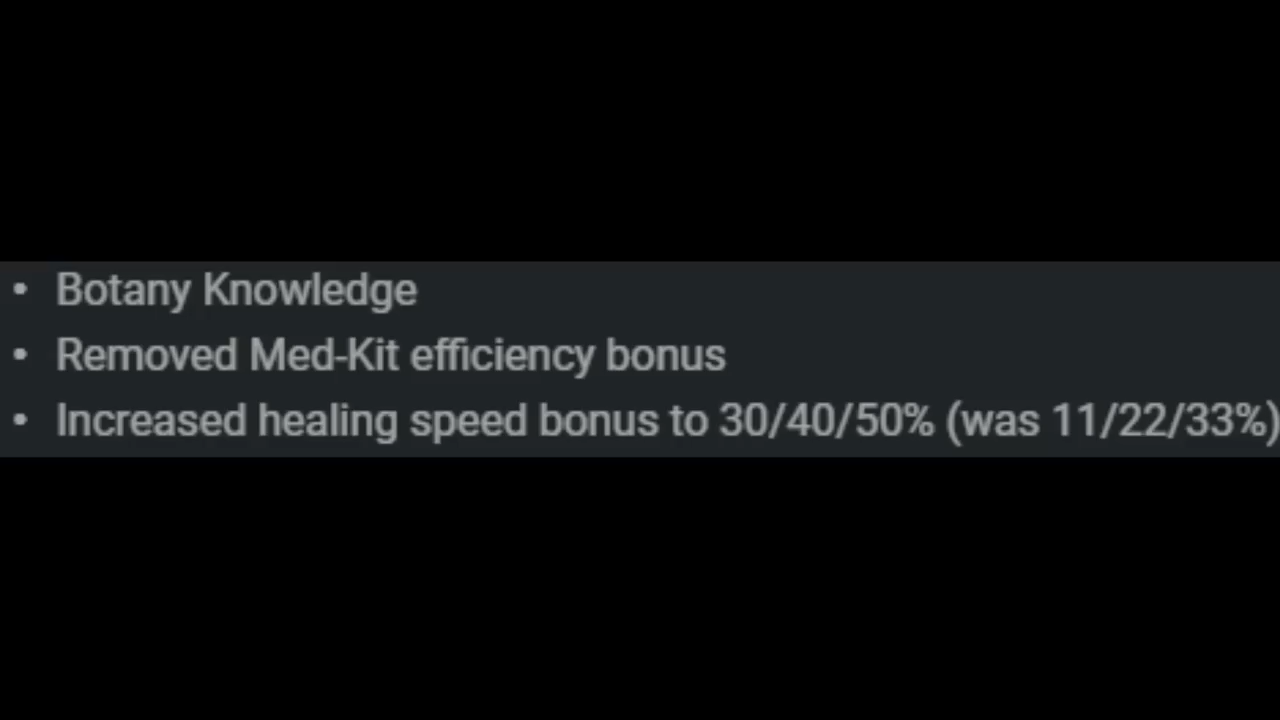 • Botany Knowledge
• Removed Med-Kit efficiency bonus
• Increased healing speed bonus to 30/40/50% (was 11/22/33%)